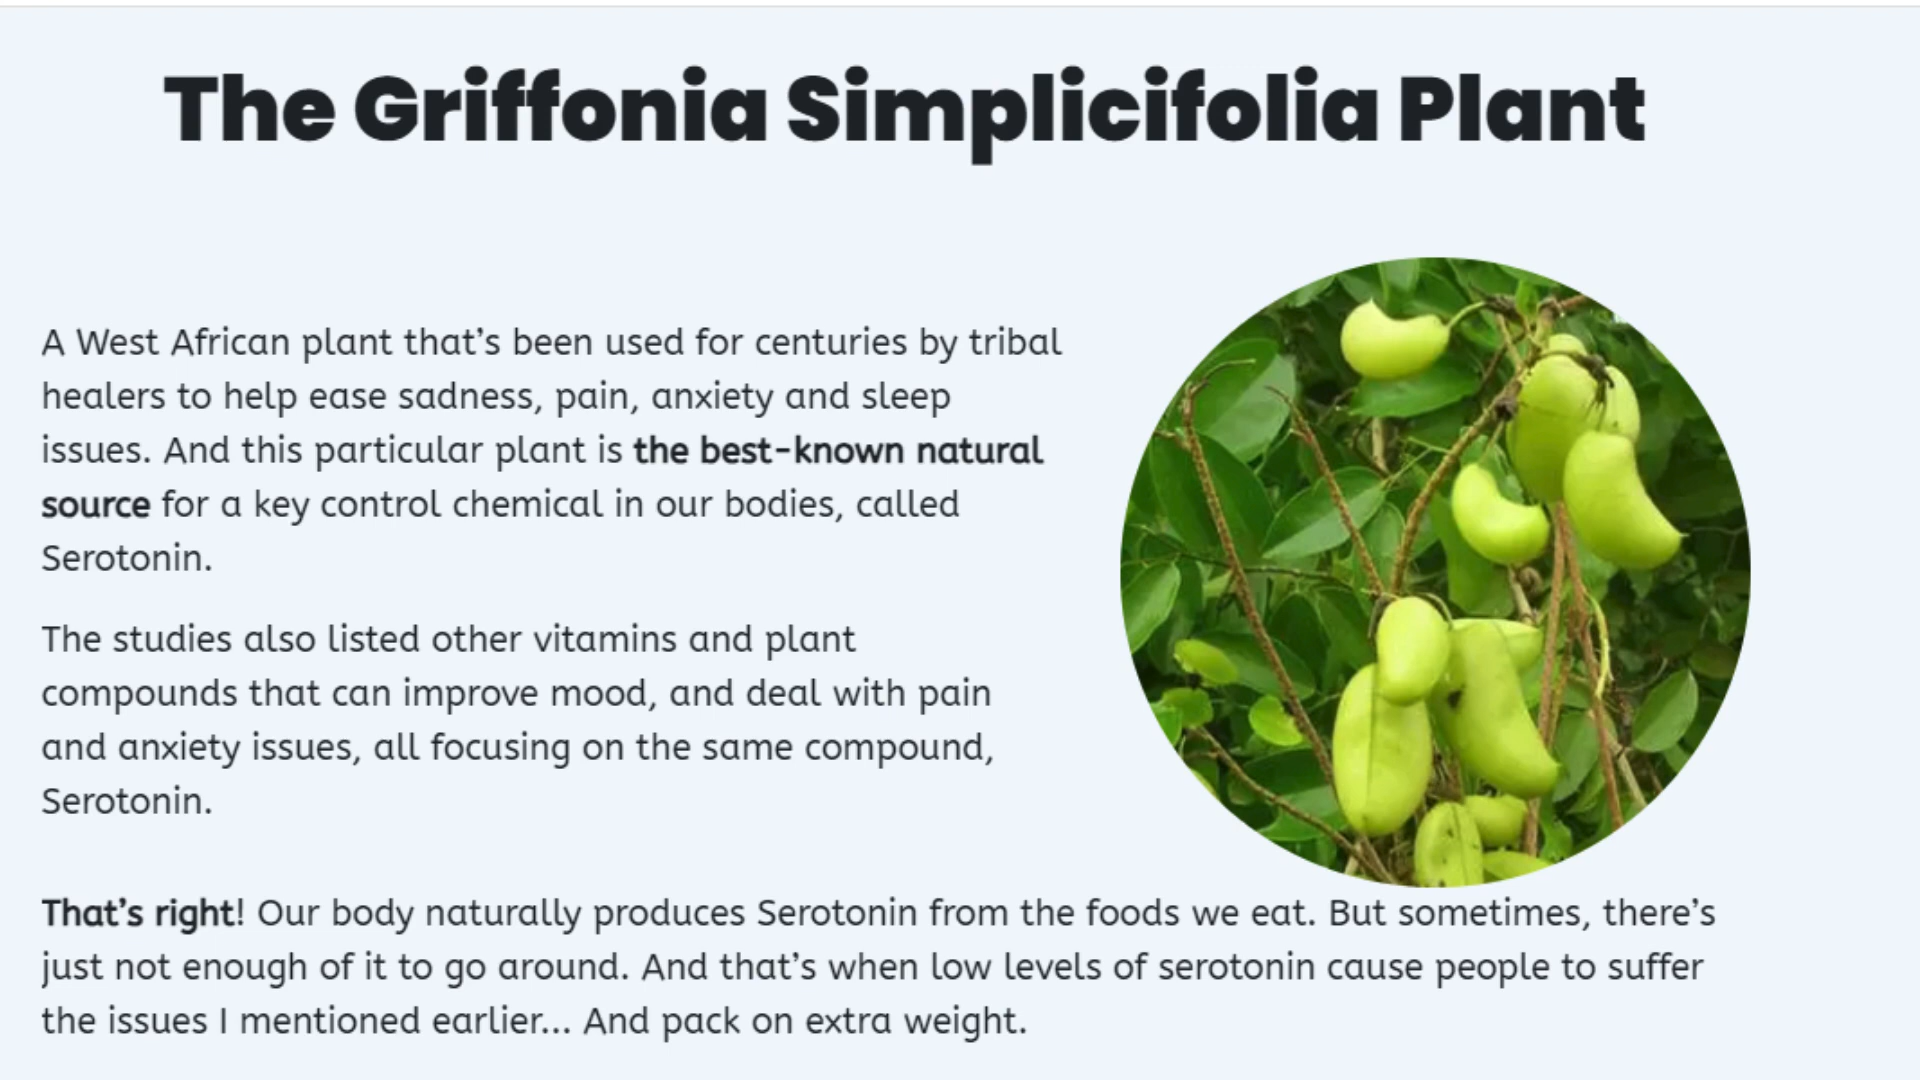 The Griffonia Simplicifolia Plant
A West African plant that’s been used for centuries by tribal
healers to help ease sadness, pain, anxiety and sleep
issues. And this particular plant is the best-known natural
source for a key control chemical in our bodies, called
Serotonin.
The studies also listed other vitamins and plant
compounds that can improve mood, and deal with pain
and anxiety issues, all focusing on the same compound,
Serotonin.
That’s right! Our body naturally produces Serotonin from the foods we eat. But sometimes, there’s
just not enough of it to go around. And that’s when low levels of serotonin cause people to suffer
the issues I mentioned earlier... And pack on extra weight.